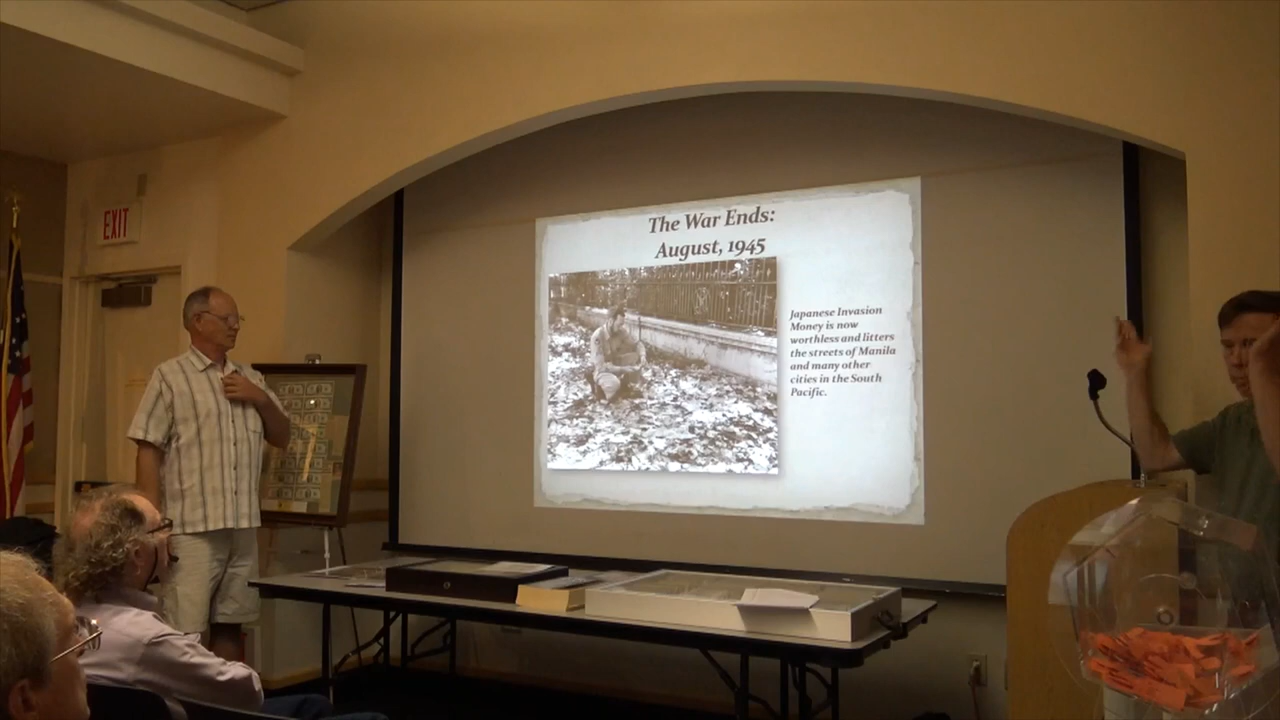 EXIT
The War Ends:
August, 1945
Japanese Invasion
Money is now
worthless and litters
the streets of Manila
and many other
cities in the South
Pacific.